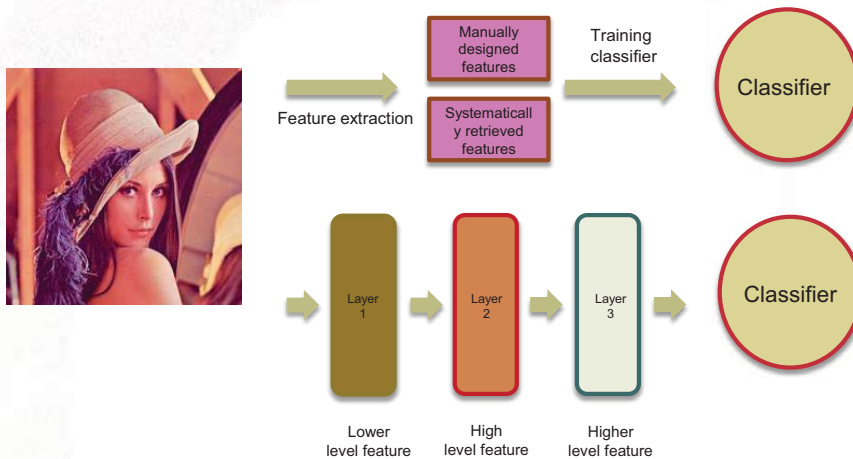 Manually
designed
features
Training
classifier
Classifier
Feature extraction
Systematicall
y retrieved
features
Layer
1
Layer
2
Layer
3
Classifier
Lower
level feature
High
level feature
Higher
level feature